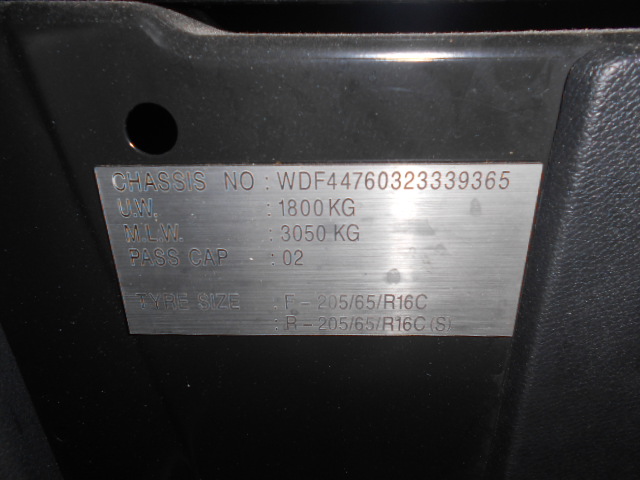 CHASSIS NO : WDF44760323339365
U.W. : 1800 KG
M.L.W. : 3050 KG
PASS CAP : 02
TYRE SIZE : F - 205/65/R16C
: R - 205/65/R16C (S)